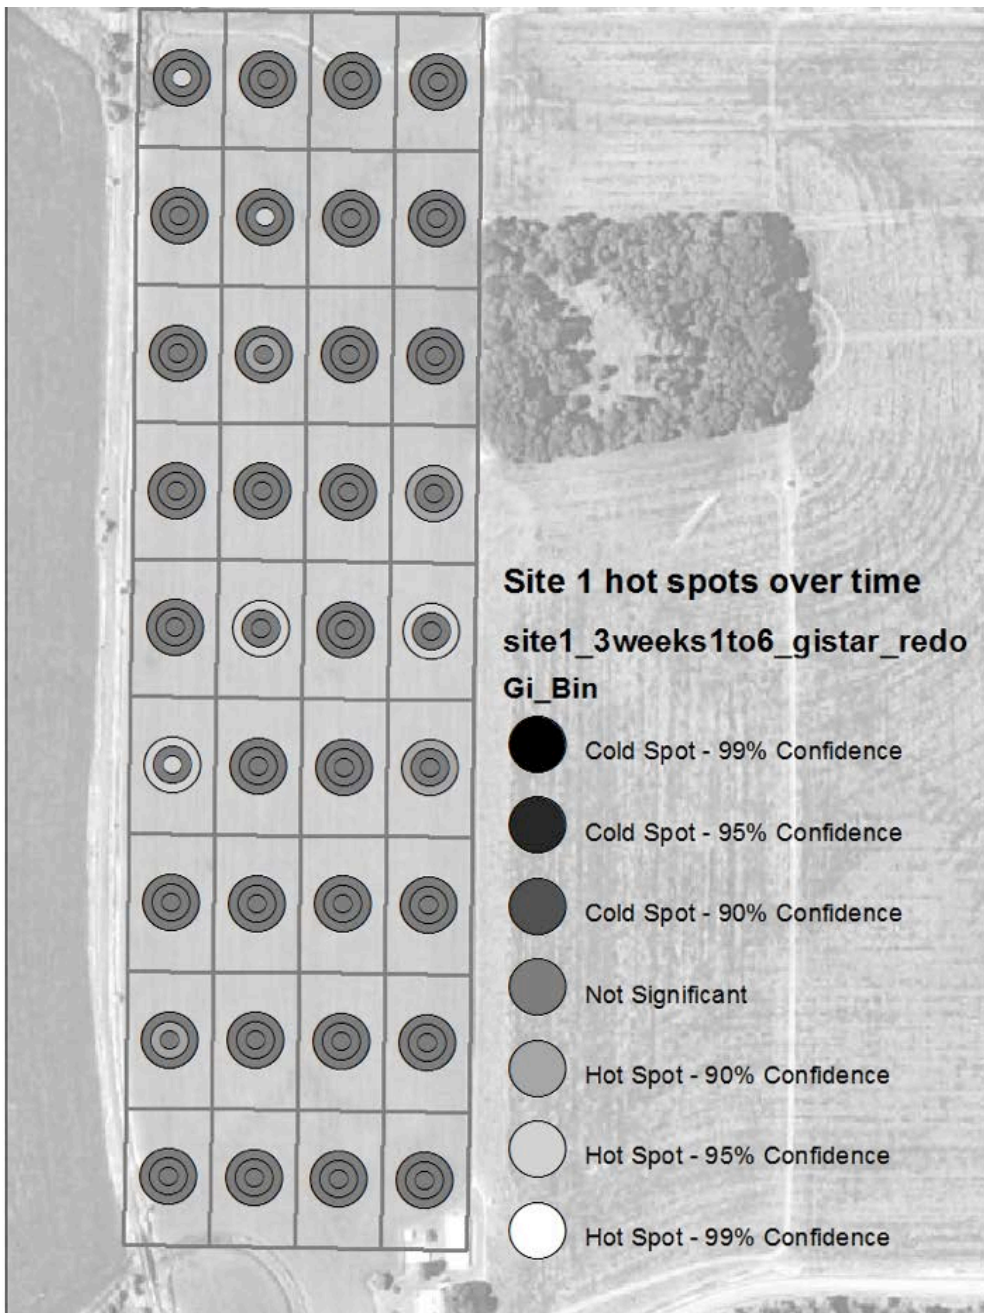 Site 1 hot spots over time
site1_3weeks1to6_gistar_redo
Gi_Bin
Cold Spot - 99% Confidence
Cold Spot - 95% Confidence
Cold Spot - 90% Confidence
Not Significant
Hot Spot - 90% Confidence
Hot Spot - 95% Confidence
Hot Spot - 99% Confidence